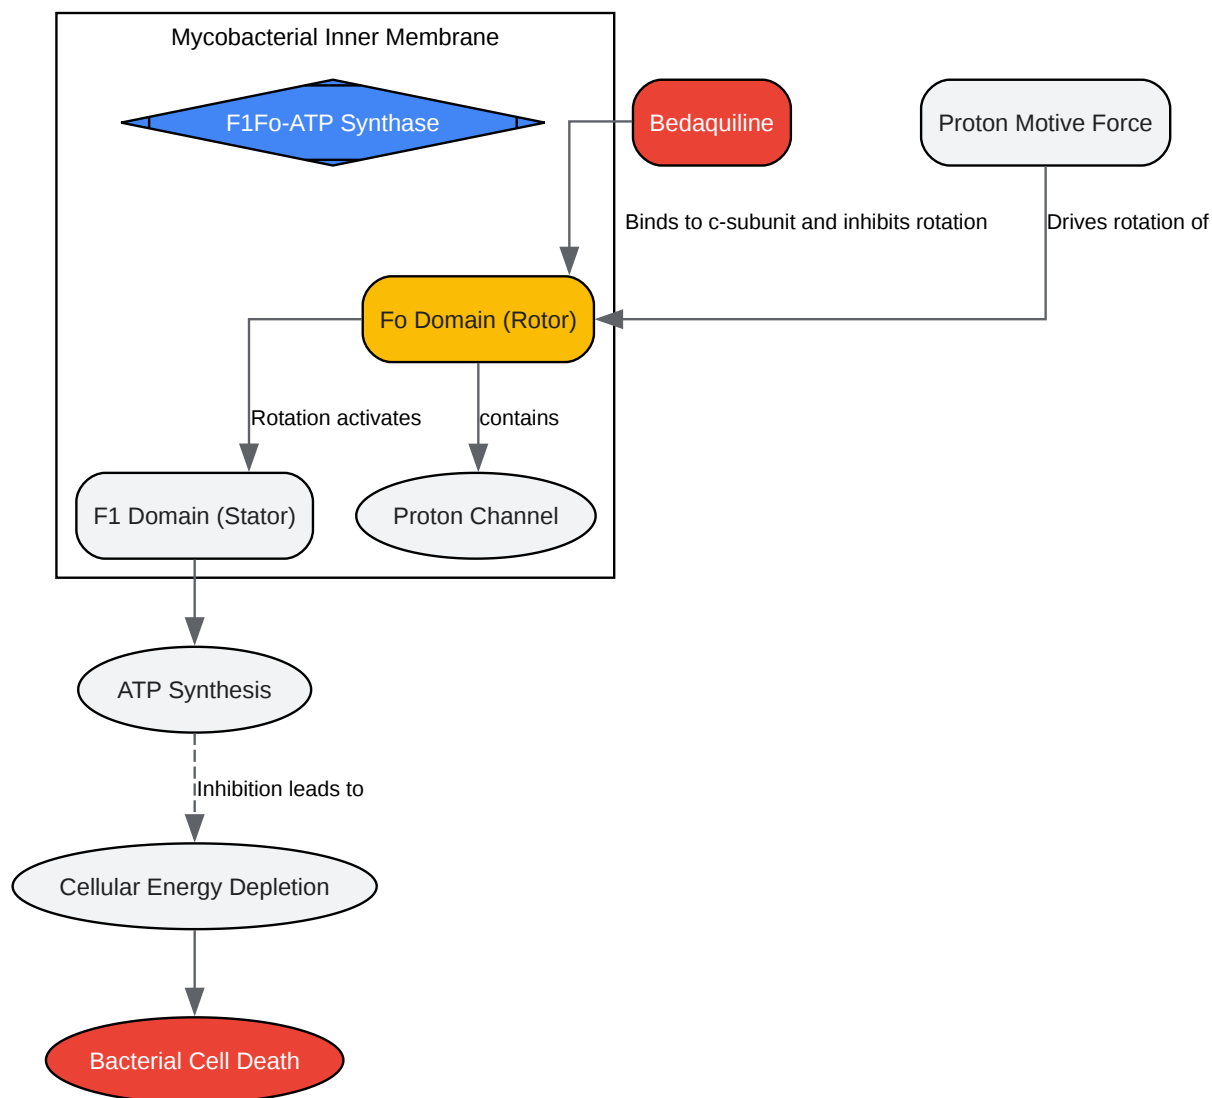 Mycobacterial Inner Membrane
F1Fo-ATP Synthase
Bedaquiline
Proton Motive Force
Binds to c-subunit and inhibits rotation
Drives rotation of
Fo Domain (Rotor)
Rotation activates
contains
F1 Domain (Stator)
Proton Channel
ATP Synthesis
Inhibition leads to
Cellular Energy Depletion
Bacterial Cell Death